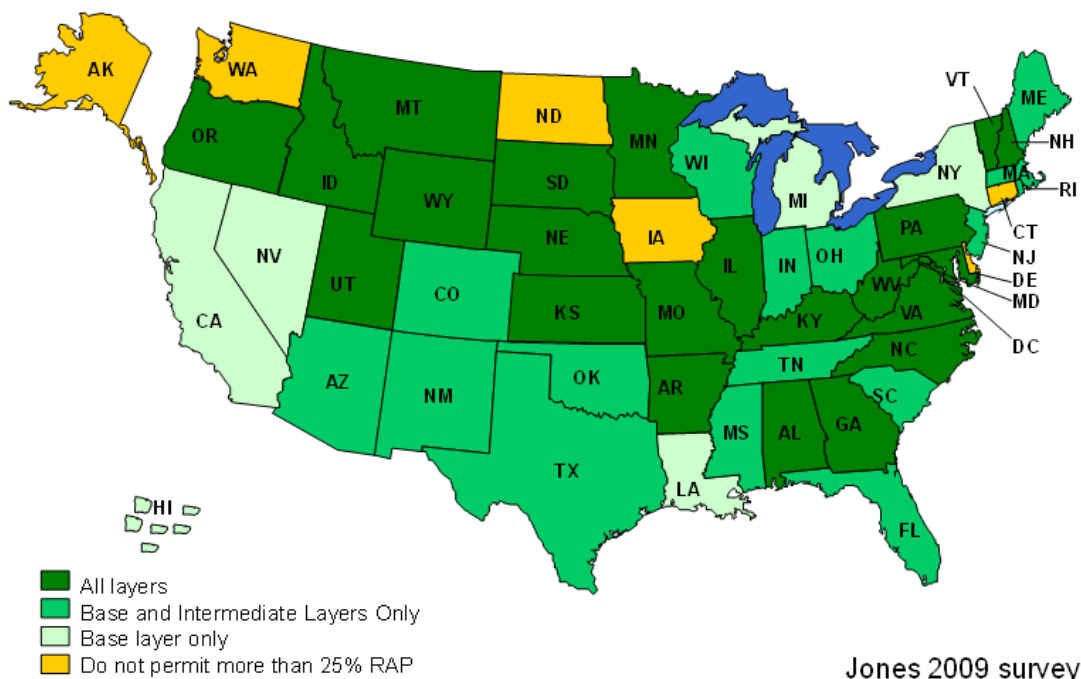 AK
WA
MT
ND
MN
VT
ME
OR
ID
WY
SD
WI
MI
NY
NH
MA
RI
CT
NV
UT
NE
IA
IL
IN
OH
PA
NJ
DE
MD
CA
CO
KS
MO
KY
WV
VA
DC
AZ
NM
OK
AR
TN
NC
SC
TX
LA
MS
AL
GA
FL
HI
All layers
Base and Intermediate Layers Only
Base layer only
Do not permit more than 25% RAP
Jones 2009 survey